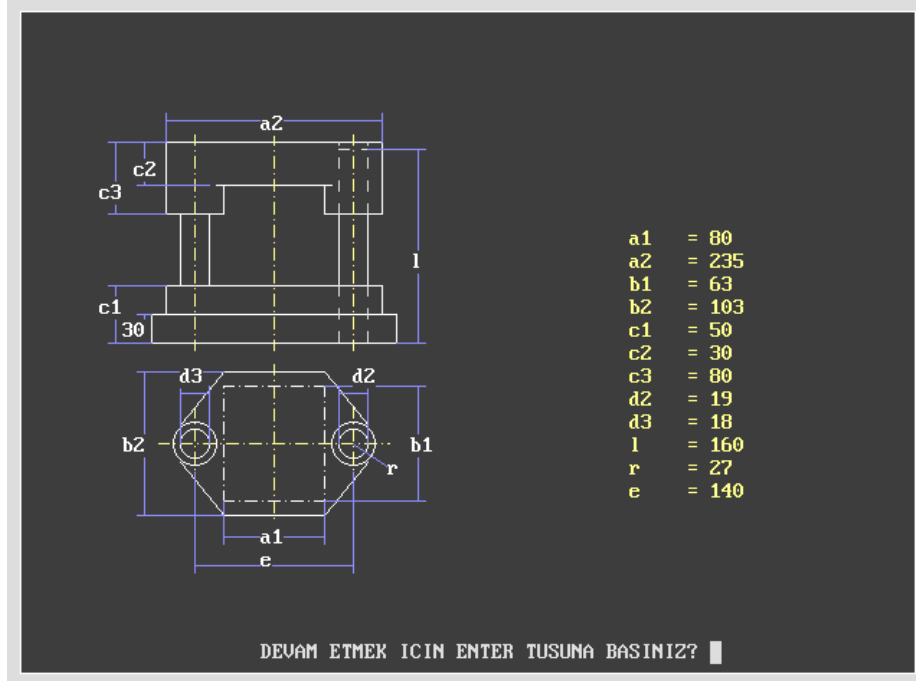 a2
c2
c3
l
c1
30
d3
d2
b2
b1
r
a1
e
a1 = 80
a2 = 235
b1 = 63
b2 = 103
c1 = 50
c2 = 30
c3 = 80
d2 = 19
d3 = 18
l = 160
r = 27
e = 140
DEVAM ETMEK ICIN ENTER TUSUNA BASINIZ?